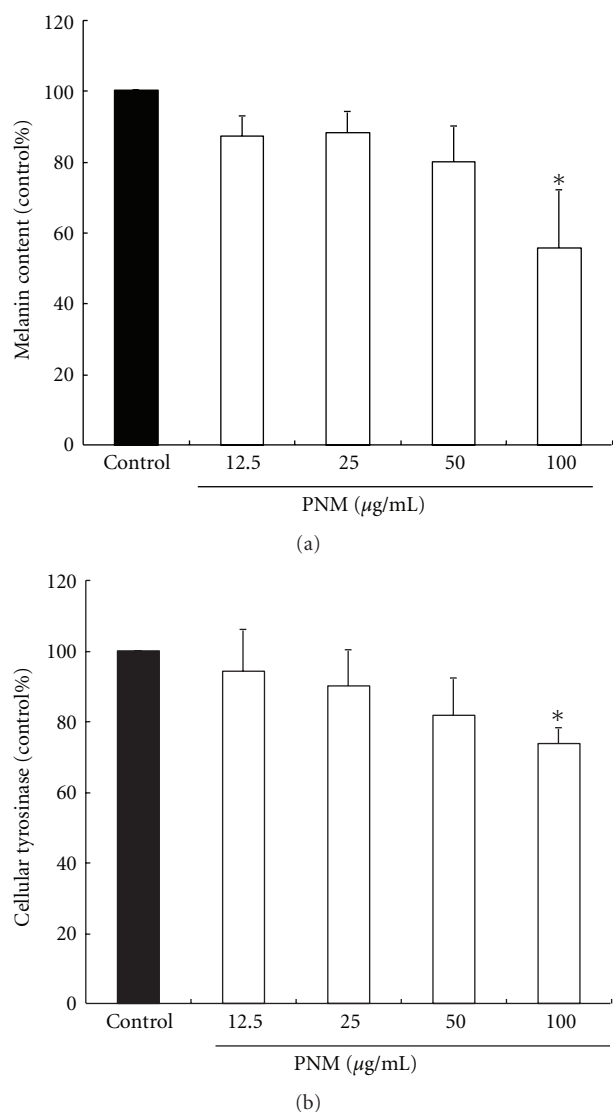 120
100
80
60
40
20
0
Melanin content (control%)
*
Control 12.5 25 50 100
PNM (µg/mL)
(a)
120
100
80
60
40
20
0
Cellular tyrosinase (control%)
*
Control 12.5 25 50 100
PNM (µg/mL)
(b)